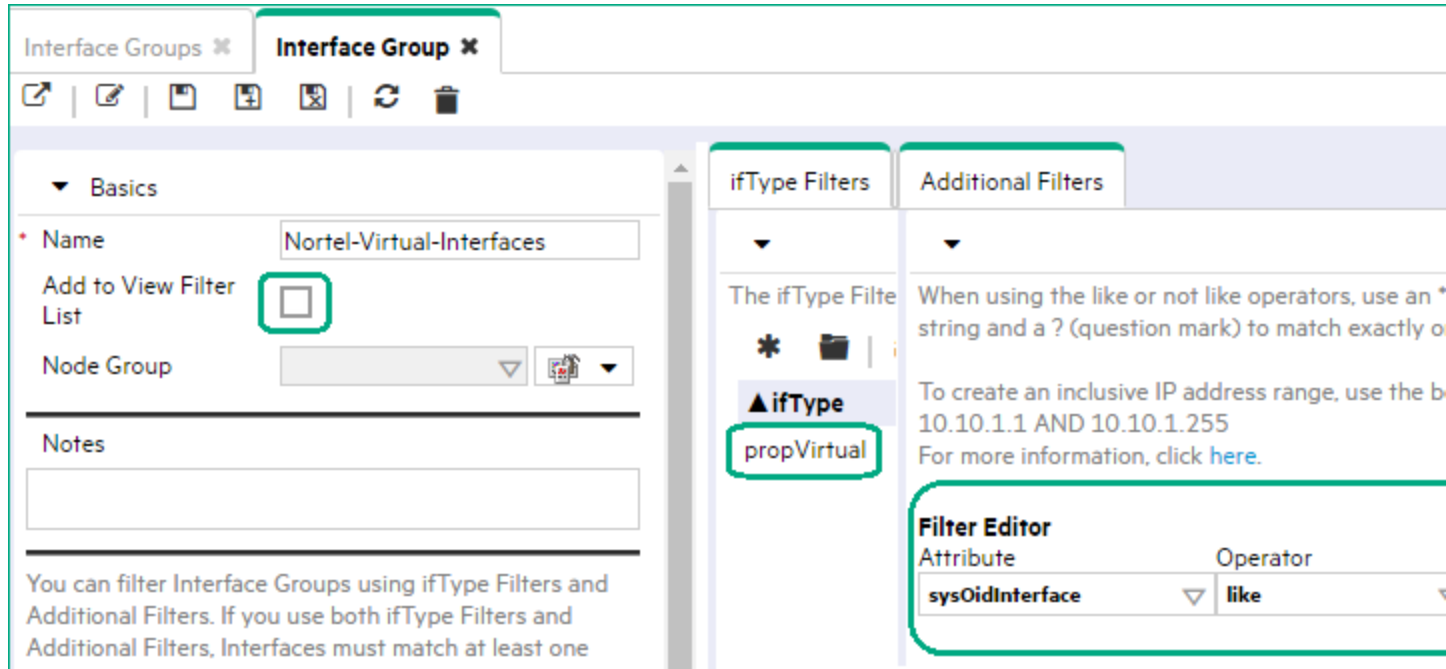 Interface Groups
Interface Group
Basics
* Name
Nortel-Virtual-Interfaces
Add to View Filter
List
Node Group
Notes
You can filter Interface Groups using ifType Filters and
Additional Filters. If you use both ifType Filters and
Additional Filters, Interfaces must match at least one
ifType Filters
The ifType Filte
ifType
propVirtual
Additional Filters
When using the like or not like operators, use an *
string and a ? (question mark) to match exactly
To create an inclusive IP address range, use the
10.10.1.1 AND 10.10.1.255
For more information, click here.
Filter Editor
Attribute
Operator
sysOidInterface
like